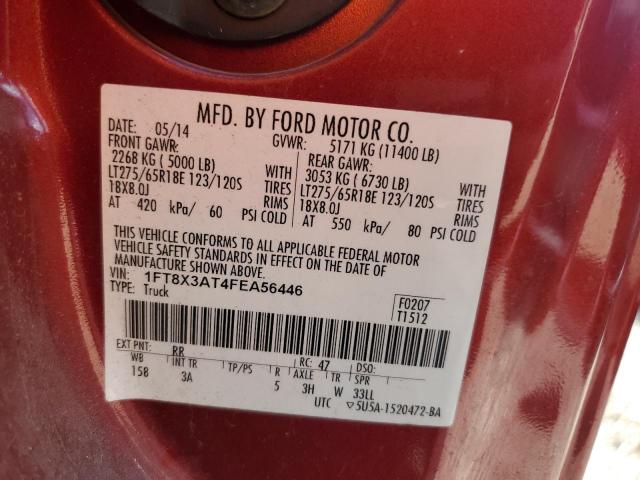 MFD. BY FORD MOTOR CO.
DATE: 05/14 GVWR: 5171 KG (11400 LB)
FRONT GAWR: REAR GAWR:
2268 KG ( 5000 LB) WITH 3053 KG ( 6730 LB) WITH
LT275/65R18E 123/120S TIRES LT275/65R18E 123/120S TIRES
18X8.0J RIMS 18X8.0J RIMS
AT 420 kPa/ 60 PSI COLD AT 550 kPa/ 80 PSI COLD
THIS VEHICLE CONFORMS TO ALL APPLICABLE FEDERAL MOTOR
VEHICLE SAFETY STANDARDS IN EFFECT ON THE DATE OF
MANUFACTURE SHOWN ABOVE.
VIN: 1FT8X3AT4FEA56446
TYPE: Truck
F0207
T1512
EXT PNT: RR RC: 47 DSO:
WB INT TR TP/PS R AXLE TR SPR
158 3A 5 3H W 33LL
UTC ▽5U5A-1520472-BA